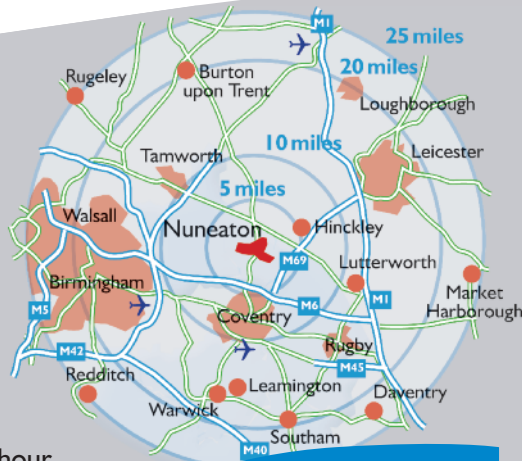 M1
25 miles
20 miles
Rugeley
Burton
upon Trent
Loughborough
10 miles
Tamworth
Leicester
5 miles
Walsall
Nuneaton
Hinckley
M69
Lutterworth
Birmingham
M6
M1
Market
Harborough
M5
Coventry
Rugby
M42
M45
Redditch
Leamington
Warwick
Daventry
Southam
M40
hour